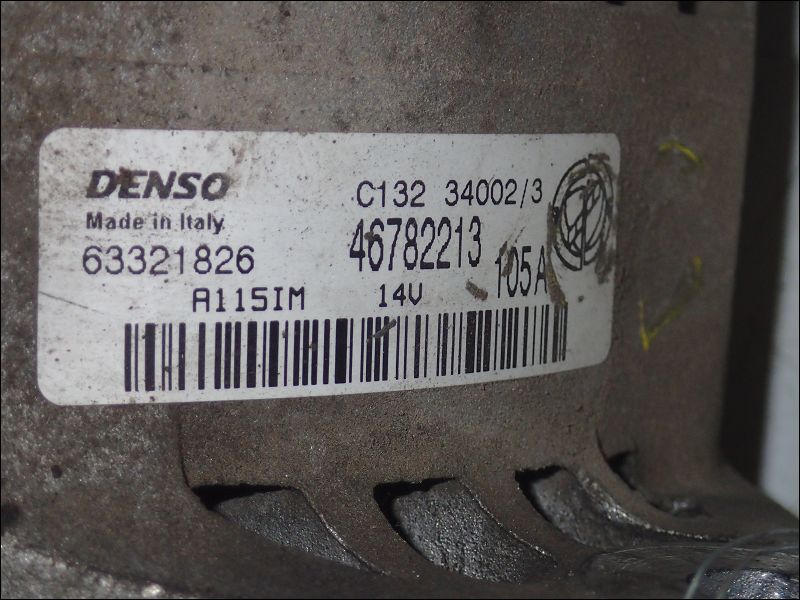 DENSO
Made in Italy
63321826
C132 34002/3
46782213
105A
A115IM 14V